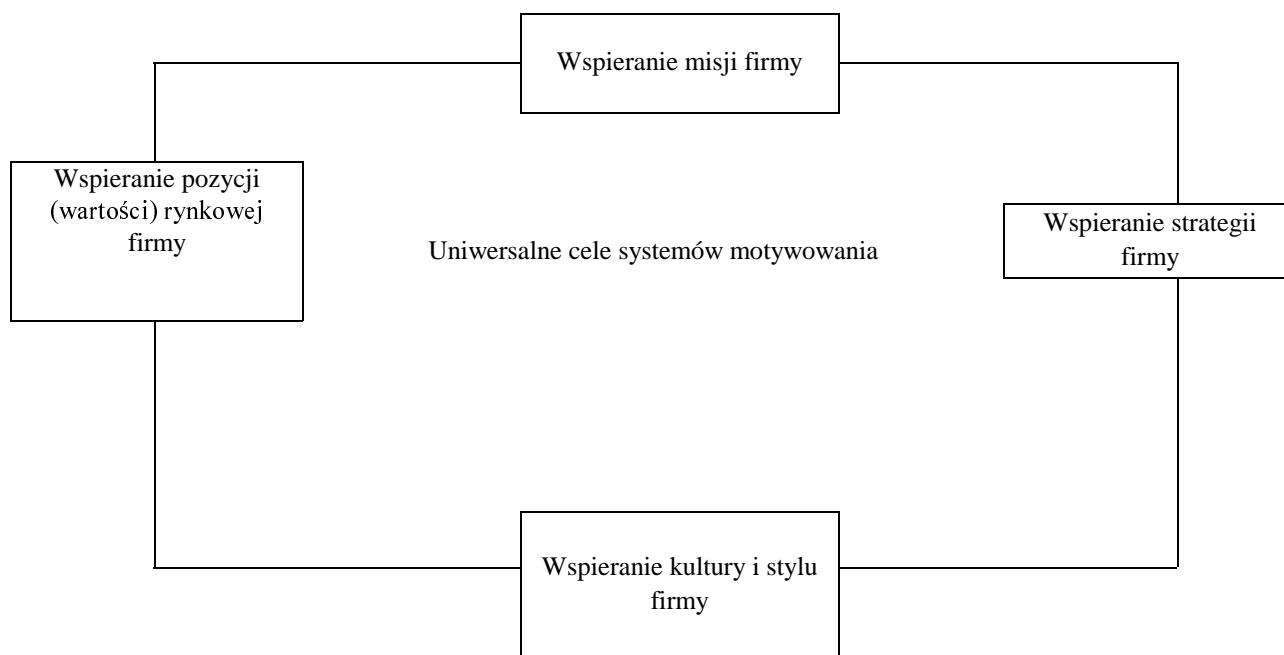 Wspieranie misji firmy
Wspieranie pozycji
(wartości) rynkowej
firmy
Uniwersalne cele systemów motywowania
Wspieranie strategii
firmy
Wspieranie kultury i stylu
firmy